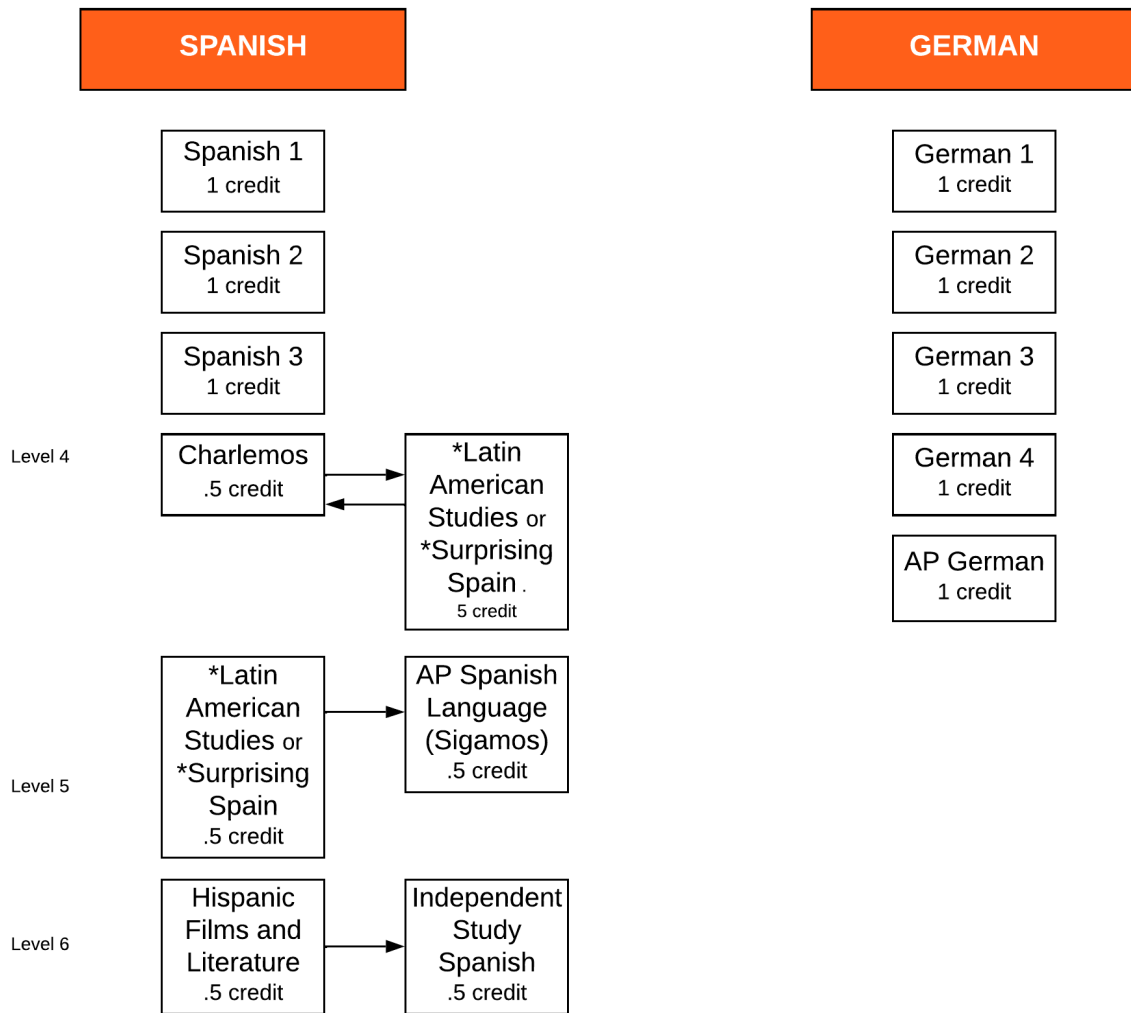 SPANISH
GERMAN
Spanish 1
1 credit
Spanish 2
1 credit
Spanish 3
1 credit
Level 4
Charlemos
.5 credit
*Latin
American
Studies or
*Surprising
Spain .
5 credit
Level 5
*Latin
American
Studies or
*Surprising
Spain
.5 credit
AP Spanish
Language
(Sigamos)
.5 credit
Level 6
Hispanic
Films and
Literature
.5 credit
Independent
Study
Spanish
.5 credit
German 1
1 credit
German 2
1 credit
German 3
1 credit
German 4
1 credit
AP German
1 credit